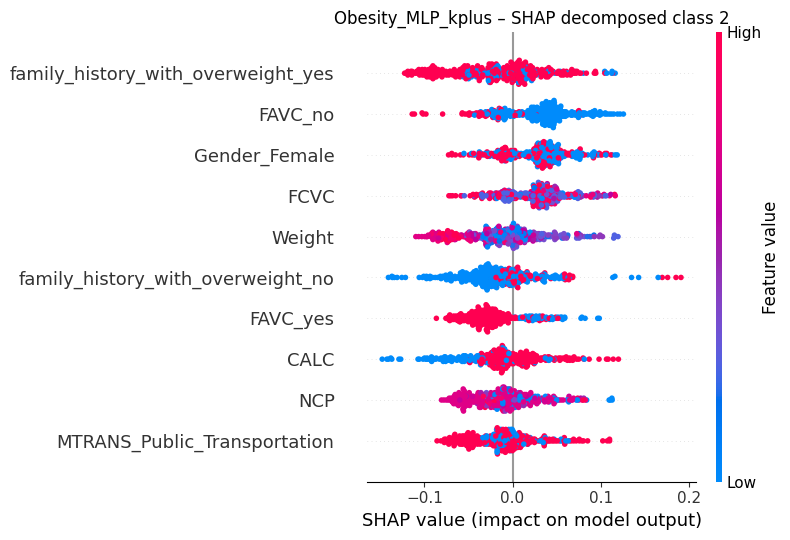 Obesity_MLP_kplus – SHAP decomposed class 2
High
family_history_with_overweight_yes
FAVC_no
Gender_Female
FCVC
Weight
family_history_with_overweight_no
FAVC_yes
CALC
NCP
MTRANS_Public_Transportation
Feature value
Low
−0.1 0.0 0.1 0.2
SHAP value (impact on model output)